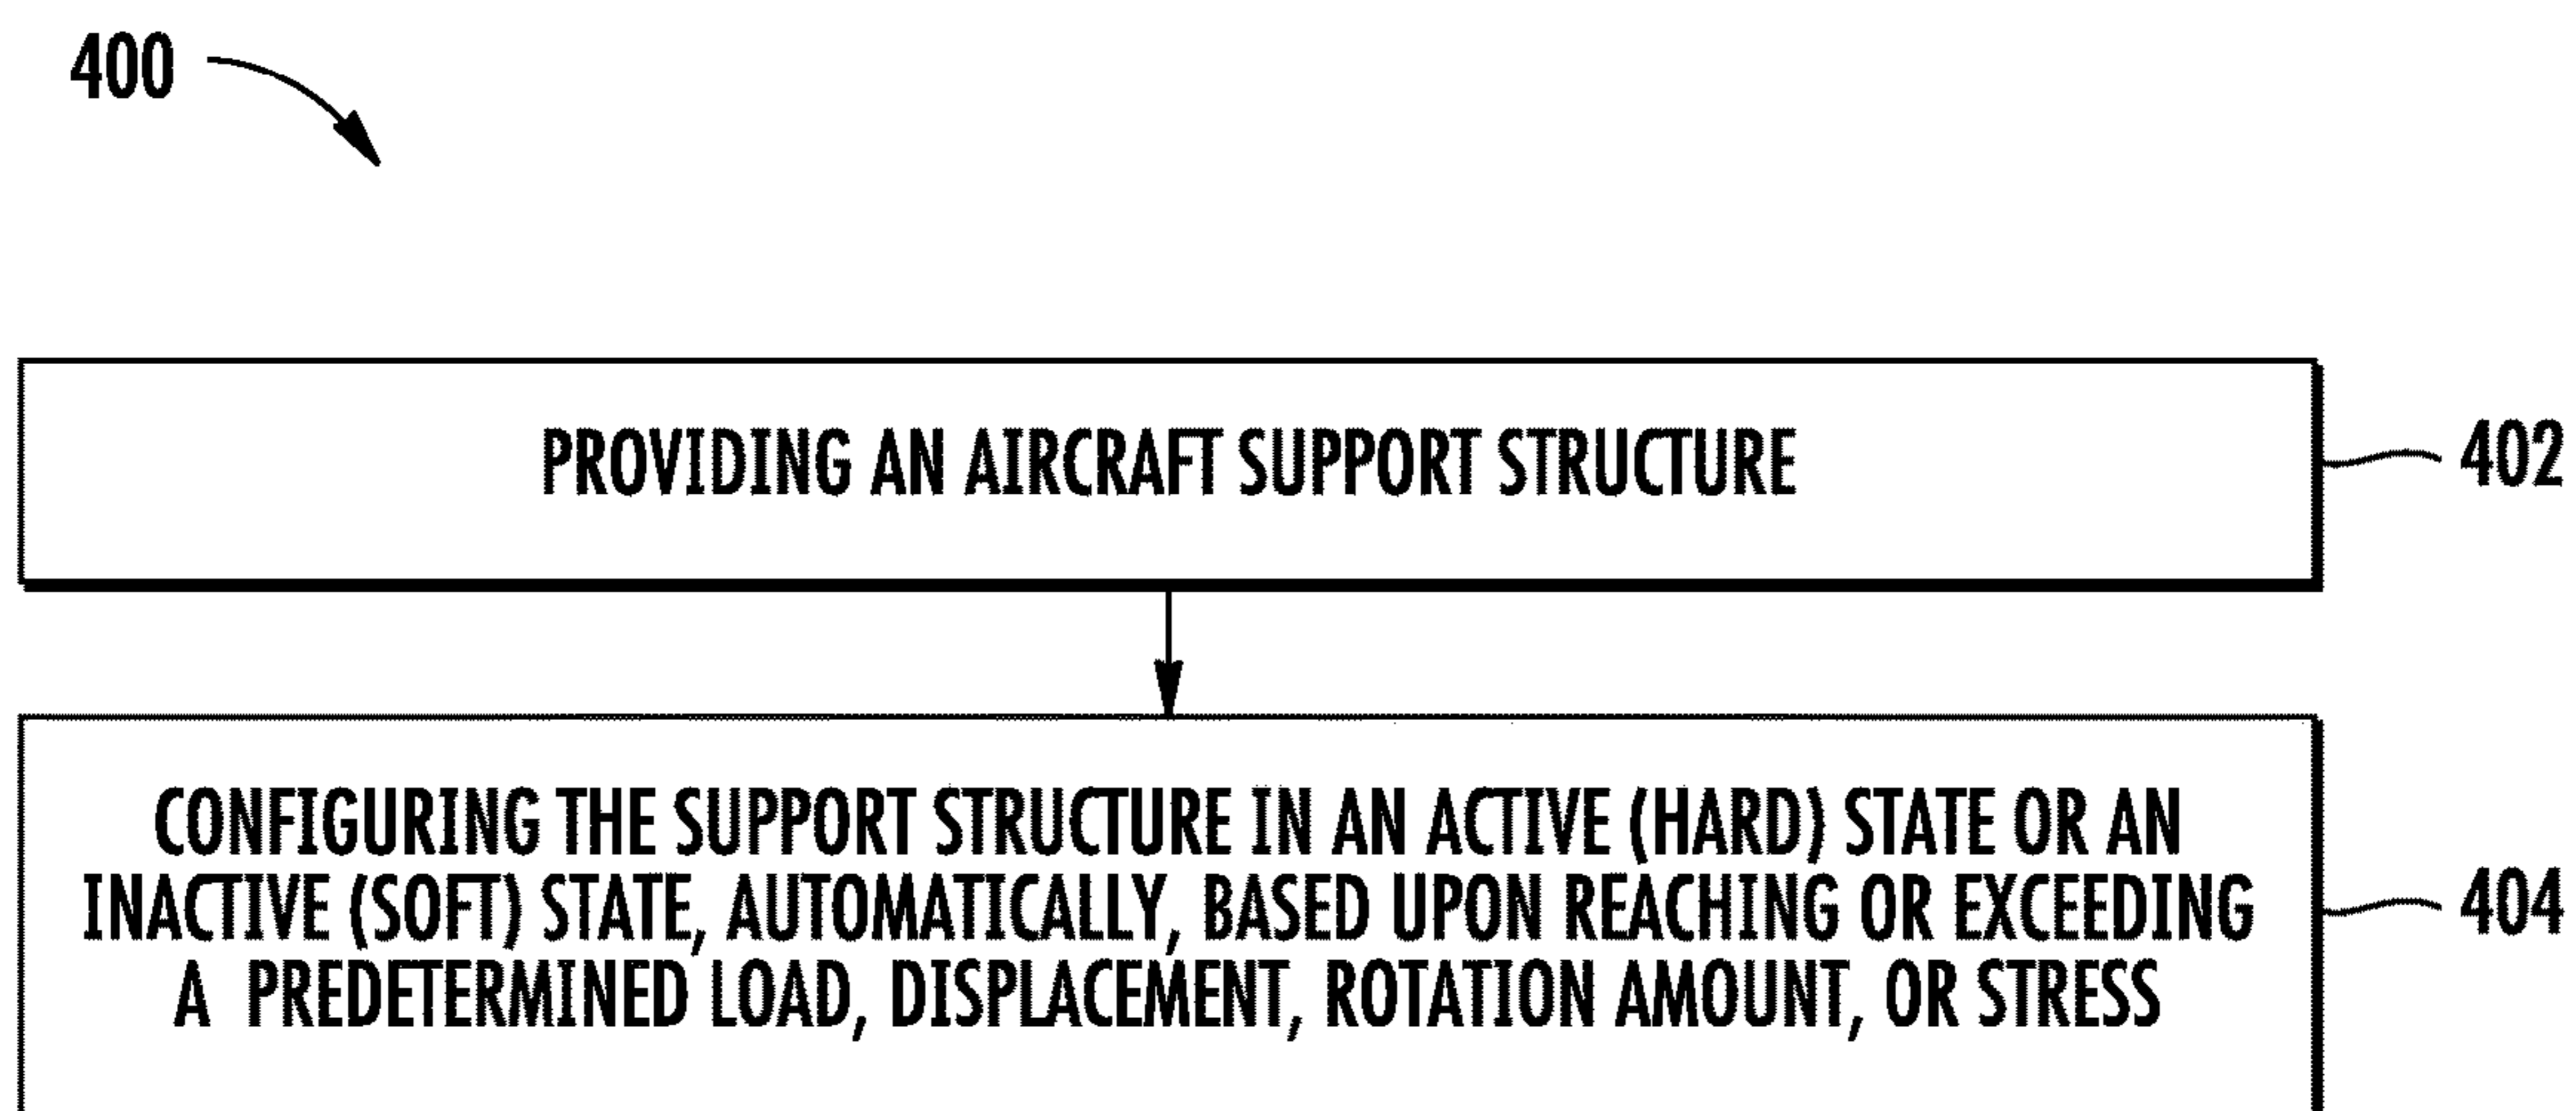 400
PROVIDING AN AIRCRAFT SUPPORT STRUCTURE
402
CONFIGURING THE SUPPORT STRUCTURE IN AN ACTIVE (HARD) STATE OR AN
INACTIVE (SOFT) STATE, AUTOMATICALLY, BASED UPON REACHING OR EXCEEDING
A PREDETERMINED LOAD, DISPLACEMENT, ROTATION AMOUNT, OR STRESS
404